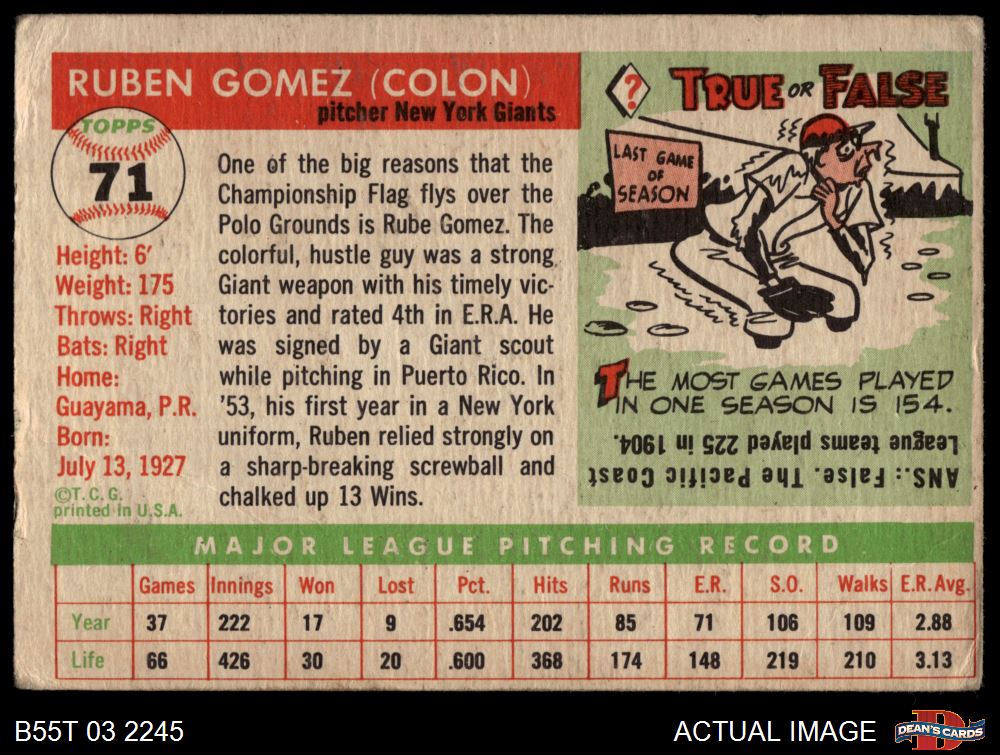 RUBEN GOMEZ (COLON)
pitcher New York Giants
TOPPS
71
Height: 6′
Weight: 175
Throws: Right
Bats: Right
Home:
Guayama, P.R.
Born:
July 13, 1927
©T. C. G.
printed in U.S.A.
One of the big reasons that the
Championship Flag flys over the
Polo Grounds is Rube Gomez. The
colorful, hustle guy was a strong
Giant weapon with his timely vic-
tories and rated 4th in E.R.A. He
was signed by a Giant scout
while pitching in Puerto Rico. In
'53, his first year in a New York
uniform, Ruben relied strongly on
a sharp-breaking screwball and
chalked up 13 Wins.
?
TRUE OR FALSE
LAST GAME
OF
SEASON
THE MOST GAMES PLAYED
IN ONE SEASON IS 154.
ANS.: False. The Pacific Coast
League teams played 225 in 1904.
MAJOR LEAGUE PITCHING RECORD
Games Innings Won Lost Pct. Hits Runs E.R. S.O. Walks E.R. Avg.
Year 37 222 17 9 .654 202 85 71 106 109 2.88
Life 66 426 30 20 .600 368 174 148 219 210 3.13
B55T 03 2245
ACTUAL IMAGE
DEAN'S CARDS